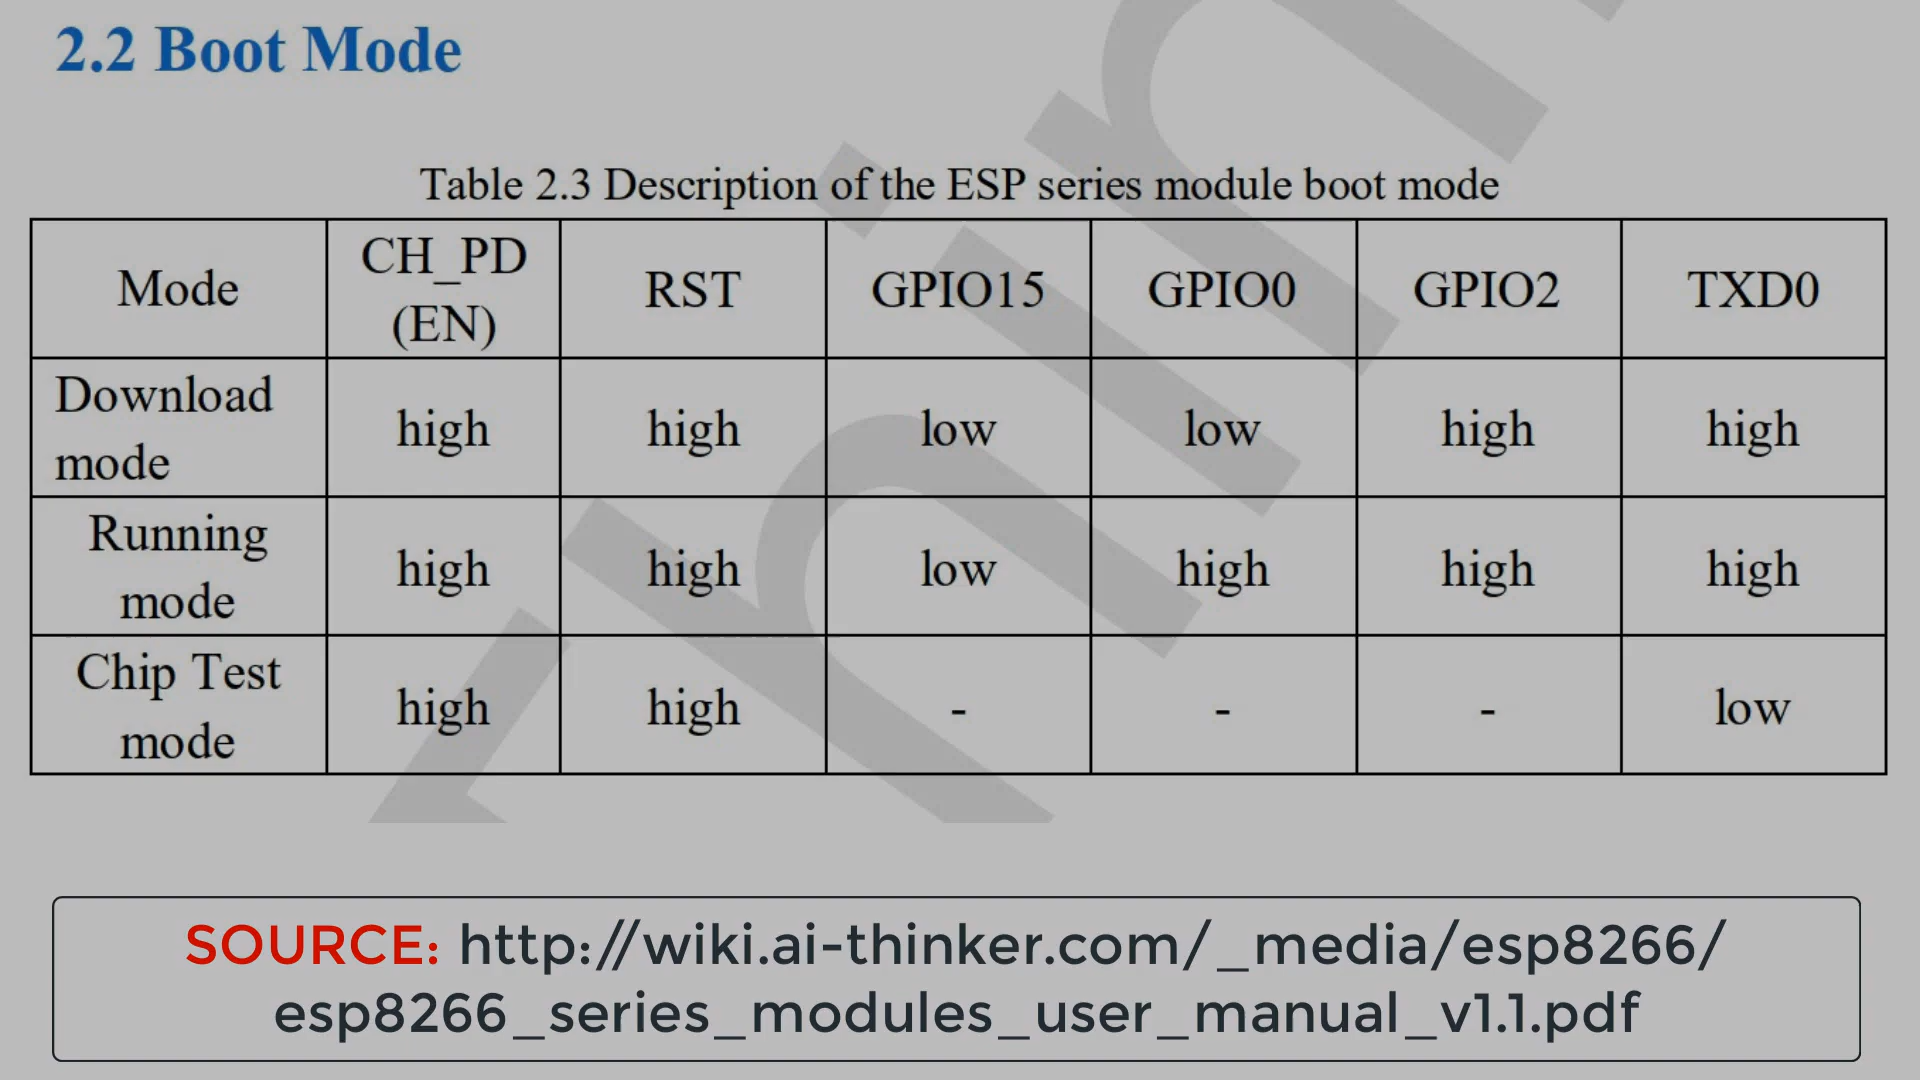 2.2 Boot Mode
Table 2.3 Description of the ESP series module boot mode
Mode CH_PD (EN) RST GPIO15 GPIO0 GPIO2 TXD0
Download mode high high low low high high
Running mode high high low high high high
Chip Test mode high high - - - low
SOURCE: http://wiki.ai-thinker.com/_media/esp8266/
esp8266_series_modules_user_manual_v1.1.pdf